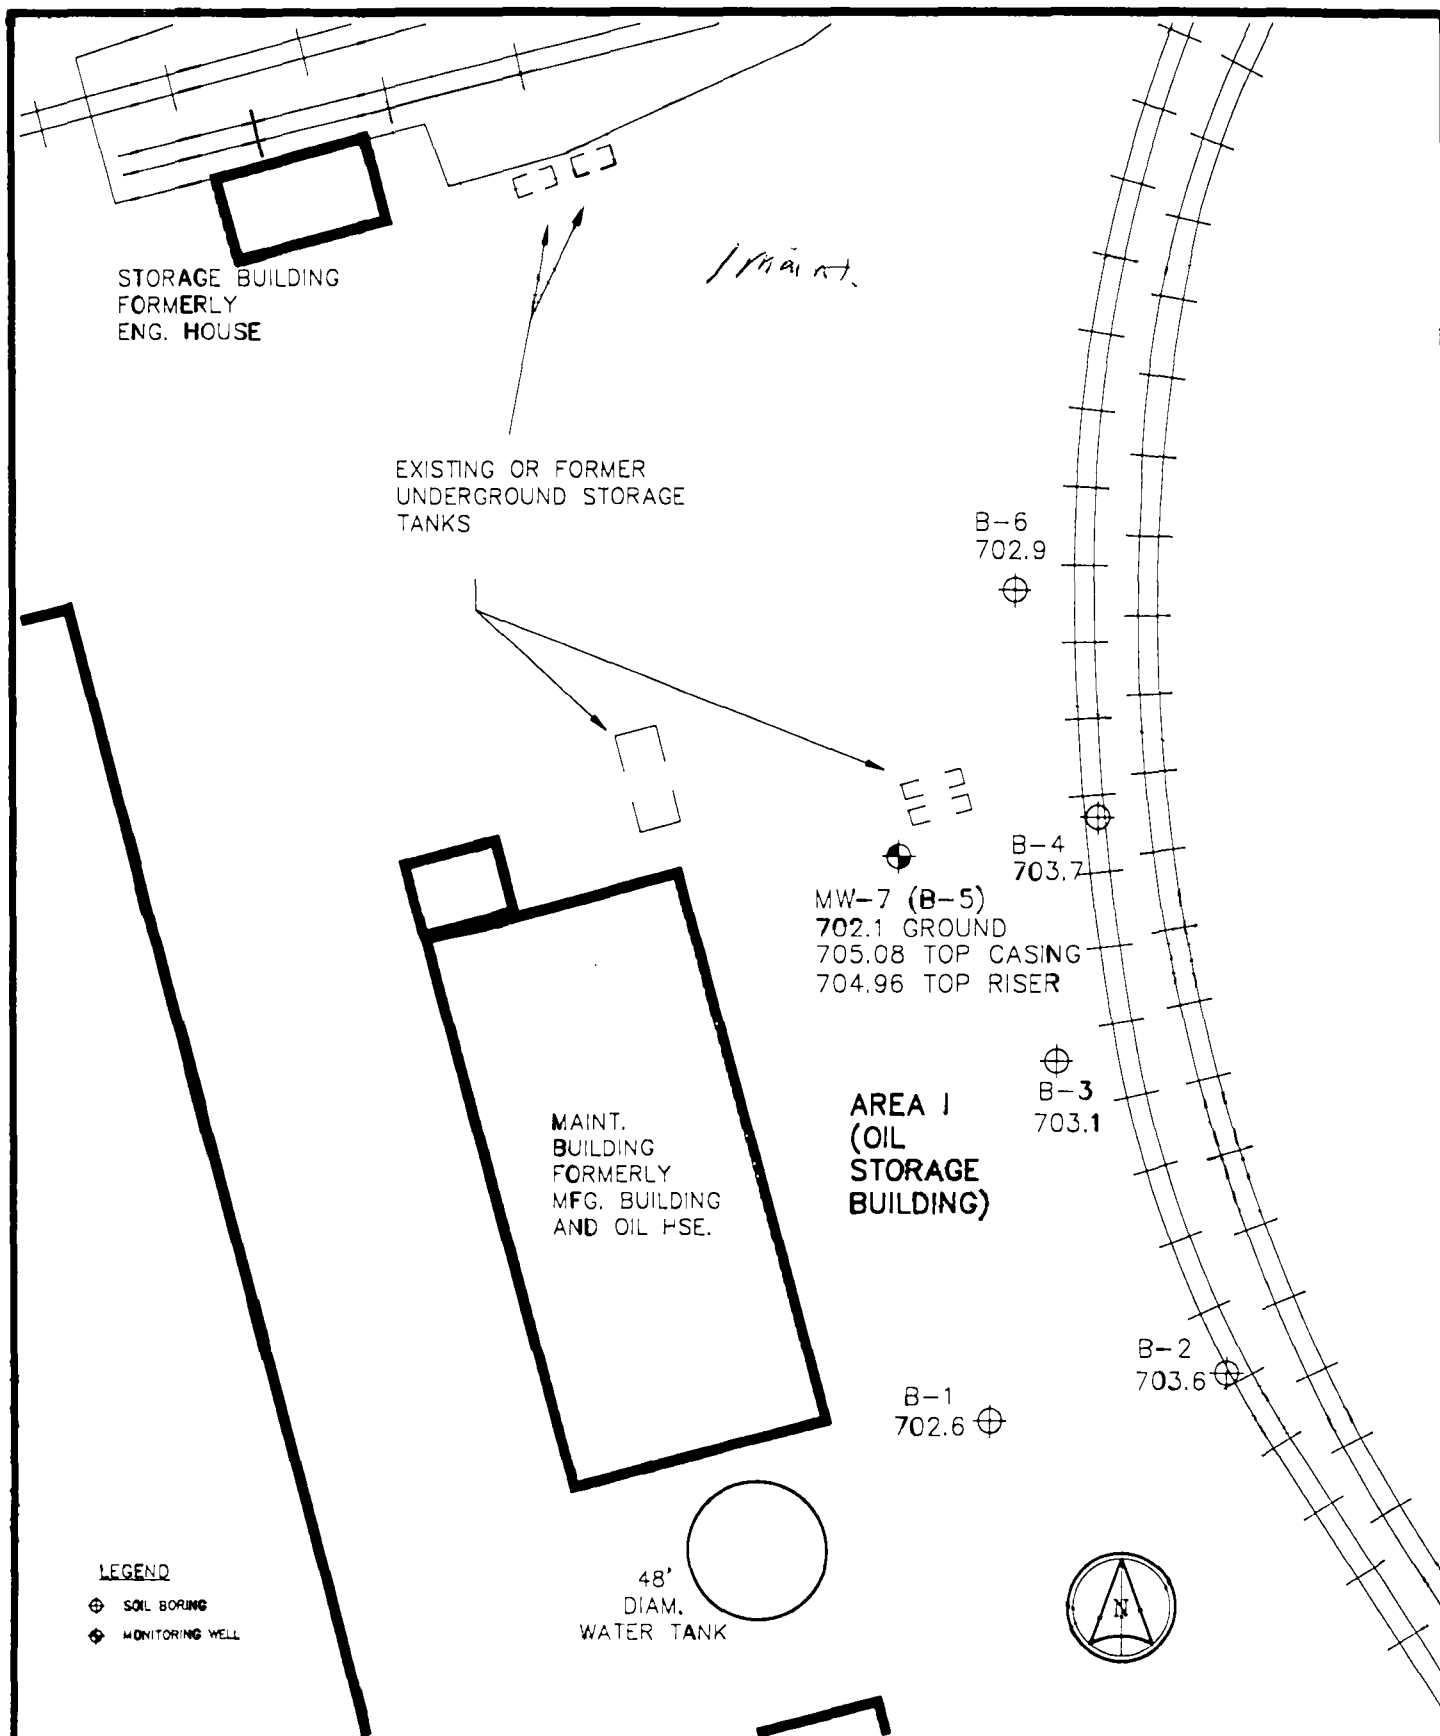 STORAGE BUILDING
FORMERLY
ENG. HOUSE
EXISTING OR FORMER
UNDERGROUND STORAGE
TANKS
B-6
702.9
B-4
703.7
MW-7 (B-5)
702.1 GROUND
705.08 TOP CASING
704.96 TOP RISER
B-3
703.1
AREA 1
(OIL
STORAGE
BUILDING)
MAINT.
BUILDING
FORMERLY
MFG. BUILDING
AND OIL HSE.
B-2
703.6
B-1
702.6
LEGEND
SOIL BORING
MONITORING WELL
48'
DIAM.
WATER TANK
N